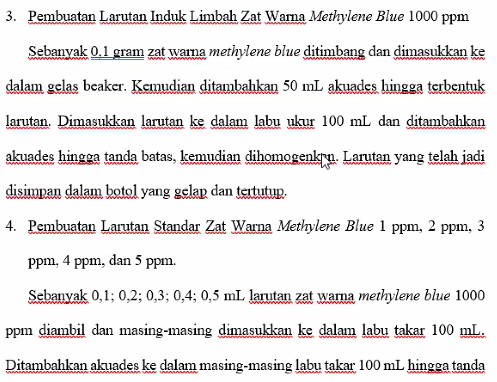 3. Pembuatan Larutan Induk Limbah Zat Warna Methylene Blue 1000 ppm
Sebanyak 0,1 gram zat warna methylene blue ditimbang dan dimasukkan ke
dalam gelas beaker. Kemudian ditambahkan 50 mL akuades hingga terbentuk
larutan. Dimasukkan larutan ke dalam labu ukur 100 mL dan ditambahkan
akuades hingga tanda batas, kemudian dihomogenkan. Larutan yang telah jadi
disimpan dalam botol yang gelap dan tertutup.
4. Pembuatan Larutan Standar Zat Warna Methylene Blue 1 ppm, 2 ppm, 3
ppm, 4 ppm, dan 5 ppm.
Sebanyak 0,1; 0,2; 0,3; 0,4; 0,5 mL larutan zat warna methylene blue 1000
ppm diambil dan masing-masing dimasukkan ke dalam labu takar 100 mL.
Ditambahkan akuades ke dalam masing-masing labu takar 100 mL hingga tanda